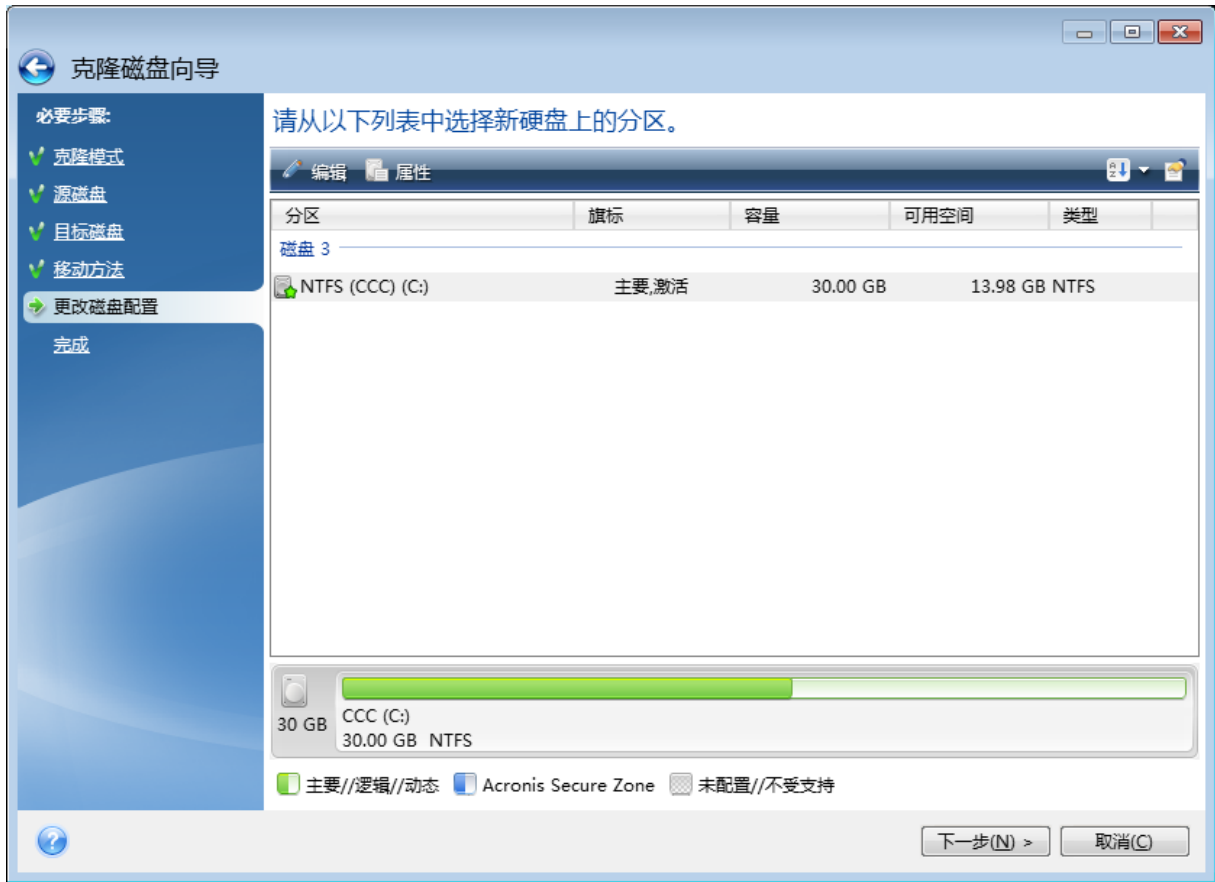 克隆磁盘向导
必要步骤:
克隆模式
源磁盘
目标磁盘
移动方法
更改磁盘配置
完成
请从以下列表中选择新硬盘上的分区。
编辑 属性
分区 旗标 容量 可用空间 类型
磁盘 3
NTFS (CCC) (C:) 主要,激活 30.00 GB 13.98 GB NTFS
30 GB
CCC (C:)
30.00 GB NTFS
主要//逻辑//动态 Acronis Secure Zone 未配置//不受支持
下一步(N) > 取消(C)